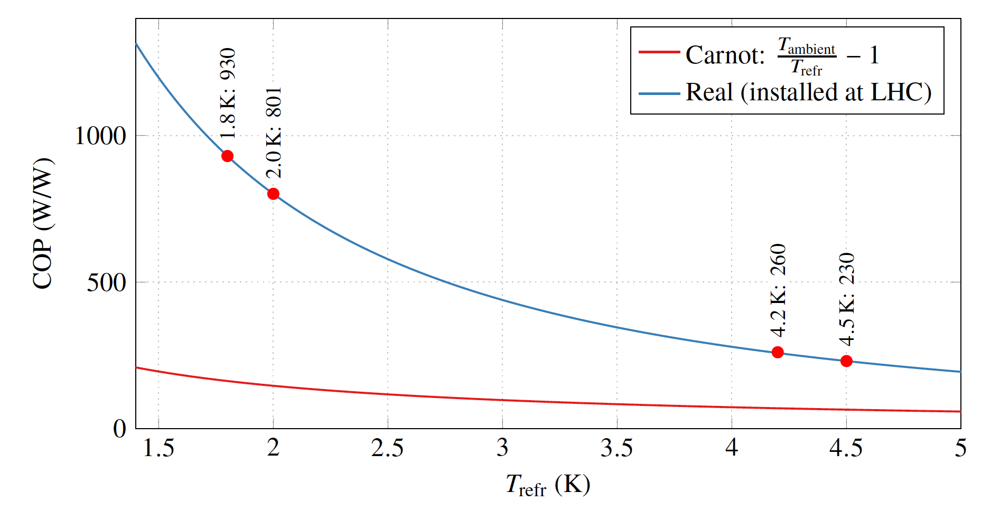 Carnot: T_ambient/T_refr − 1
Real (installed at LHC)
1.8 K: 930
2.0 K: 801
4.2 K: 260
4.5 K: 230
COP (W/W)
1000
500
0
1.5 2 2.5 3 3.5 4 4.5 5
T_refr (K)